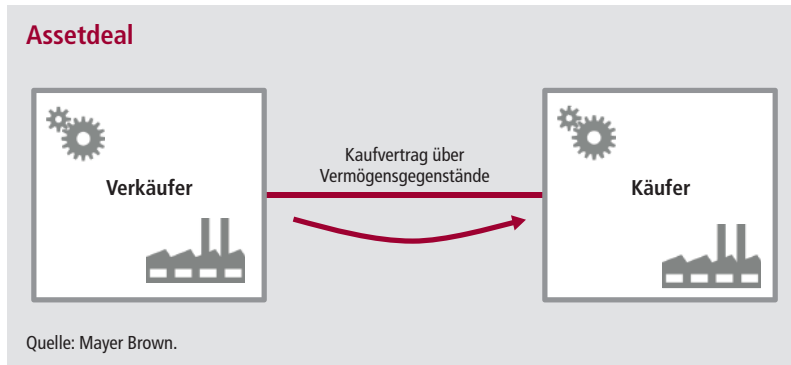 Assetdeal
Verkäufer
Kaufvertrag über
Vermögensgegenstände
Käufer
Quelle: Mayer Brown.